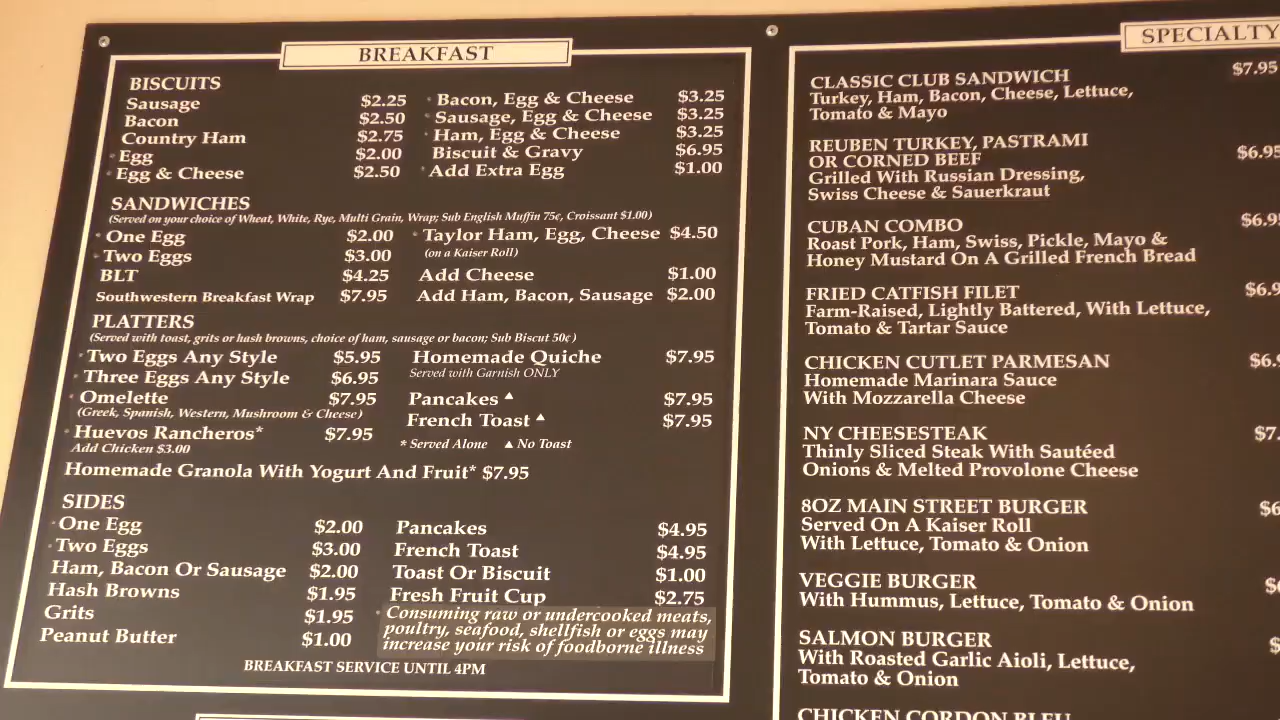 BREAKFAST
BISCUITS
Sausage $2.25
Bacon $2.50
Country Ham $2.75
Egg $2.00
Egg & Cheese $2.50
Bacon, Egg & Cheese $3.25
Sausage, Egg & Cheese $3.25
Ham, Egg & Cheese $3.25
Biscuit & Gravy $6.95
Add Extra Egg $1.00
SANDWICHES
(Served on your choice of Wheat, White, Rye, Multi Grain, Wrap; Sub English Muffin 75¢, Croissant $1.00)
One Egg $2.00
Two Eggs $3.00
BLT $4.25
Southwestern Breakfast Wrap $7.95
Taylor Ham, Egg, Cheese $4.50
(on a Kaiser Roll)
Add Cheese $1.00
Add Ham, Bacon, Sausage $2.00
PLATTERS
(Served with toast, grits or hash browns, choice of ham, sausage or bacon; Sub Biscut 50¢)
Two Eggs Any Style $5.95
Three Eggs Any Style $6.95
Omelette $7.95
(Greek, Spanish, Western, Mushroom & Cheese)
Huevos Rancheros* $7.95
Add Chicken $3.00
Homemade Quiche $7.95
Served with Garnish ONLY
Pancakes ▲ $7.95
French Toast ▲ $7.95
* Served Alone ▲ No Toast
Homemade Granola With Yogurt And Fruit* $7.95
SIDES
One Egg $2.00
Two Eggs $3.00
Ham, Bacon Or Sausage $2.00
Hash Browns $1.95
Grits $1.95
Peanut Butter $1.00
Pancakes $4.95
French Toast $4.95
Toast Or Biscuit $1.00
Fresh Fruit Cup $2.75
Consuming raw or undercooked meats,
poultry, seafood, shellfish or eggs may
increase your risk of foodborne illness
BREAKFAST SERVICE UNTIL 4PM
SPECIALTY
CLASSIC CLUB SANDWICH $7.95
Turkey, Ham, Bacon, Cheese, Lettuce,
Tomato & Mayo
REUBEN TURKEY, PASTRAMI
OR CORNED BEEF $6.95
Grilled With Russian Dressing,
Swiss Cheese & Sauerkraut
CUBAN COMBO $6.9
Roast Pork, Ham, Swiss, Pickle, Mayo &
Honey Mustard On A Grilled French Bread
FRIED CATFISH FILET $6.9
Farm-Raised, Lightly Battered, With Lettuce,
Tomato & Tartar Sauce
CHICKEN CUTLET PARMESAN $6.9
Homemade Marinara Sauce
With Mozzarella Cheese
NY CHEESESTEAK $7.
Thinly Sliced Steak With Sautéed
Onions & Melted Provolone Cheese
8OZ MAIN STREET BURGER $6
Served On A Kaiser Roll
With Lettuce, Tomato & Onion
VEGGIE BURGER $
With Hummus, Lettuce, Tomato & Onion
SALMON BURGER $
With Roasted Garlic Aioli, Lettuce,
Tomato & Onion
CHICKEN CORDON BLEU